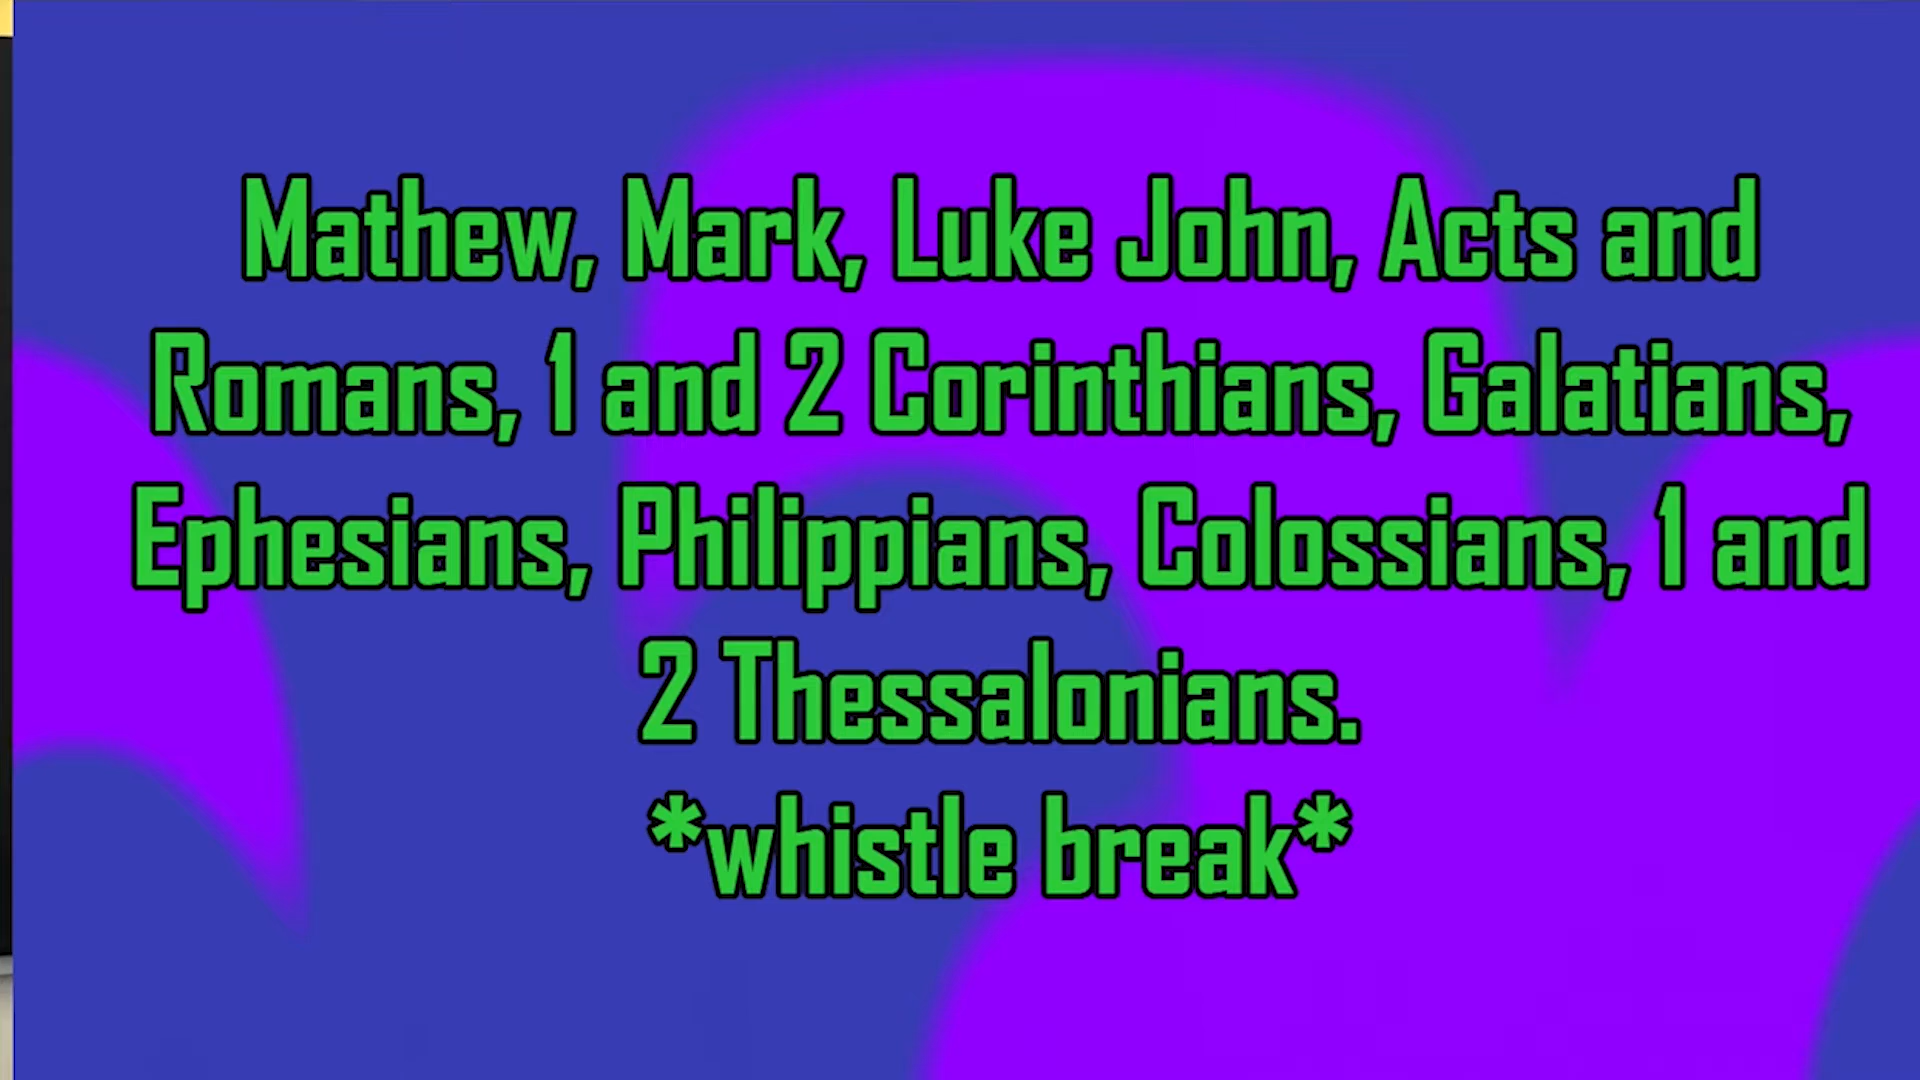 Mathew, Mark, Luke John, Acts and
Romans, 1 and 2 Corinthians, Galatians,
Ephesians, Philippians, Colossians, 1 and
2 Thessalonians.
*whistle break*